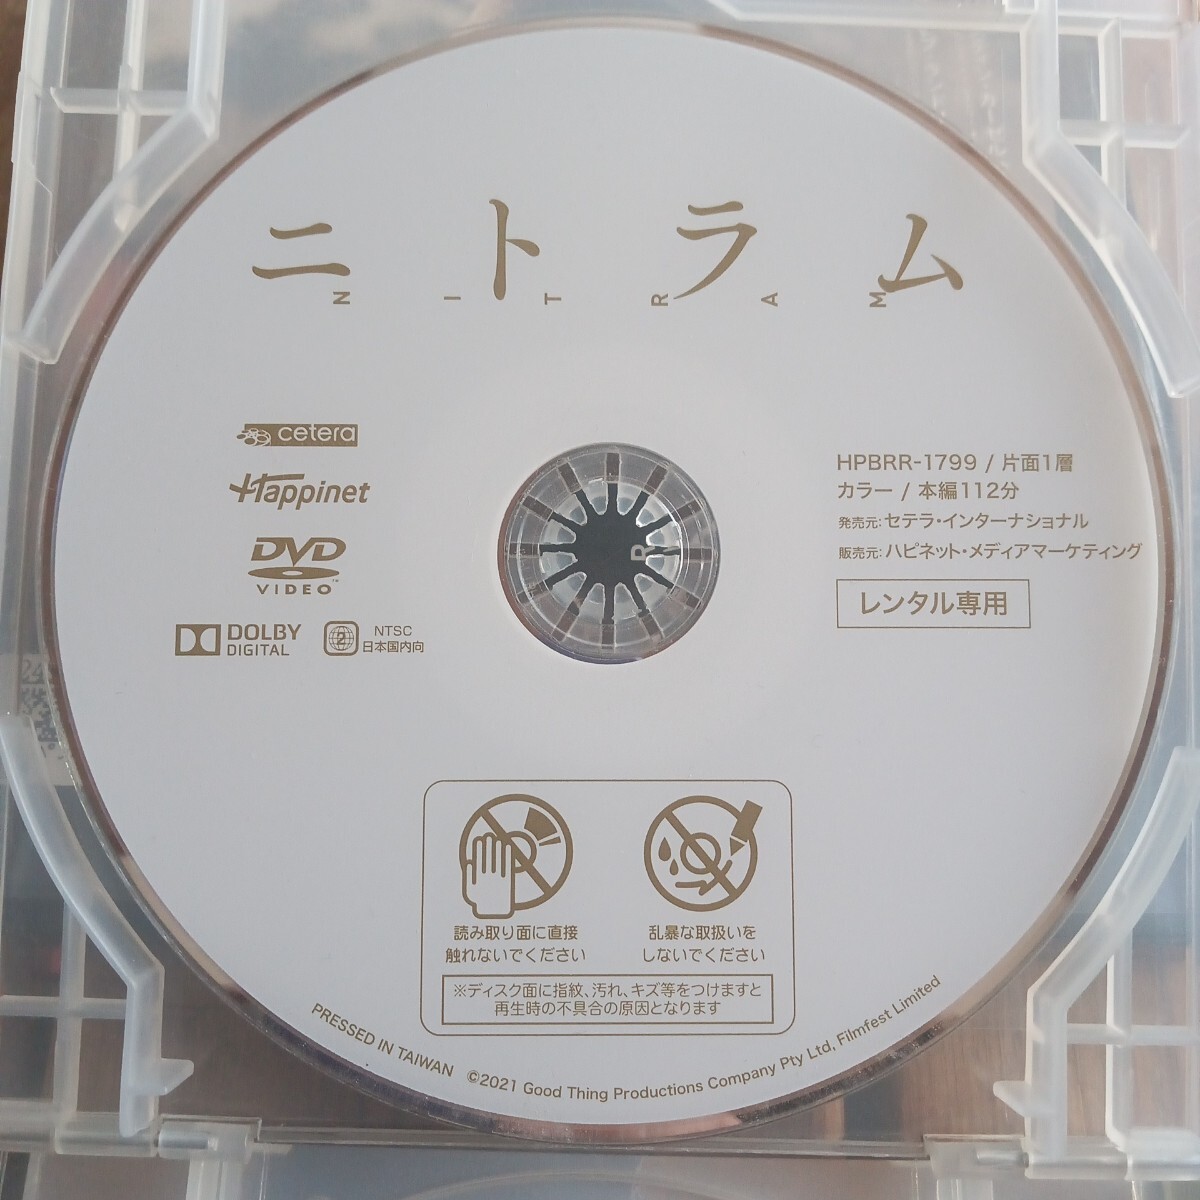 ニトラム
NITRAM
cetera
Happinet
DVD
VIDEO™
DOLBY
DIGITAL
2
NTSC
日本国内向
R
HPBRR-1799 / 片面1層
カラー / 本編112分
発売元:セテラ・インターナショナル
販売元:ハピネット・メディアマーケティング
レンタル専用
読み取り面に直接
触れないでください
乱暴な取扱いを
しないでください
※ディスク面に指紋、汚れ、キズ等をつけますと
再生時の不具合の原因となります
PRESSED IN TAIWAN ©2021 Good Thing Productions Company Pty Ltd, Filmfest Limited